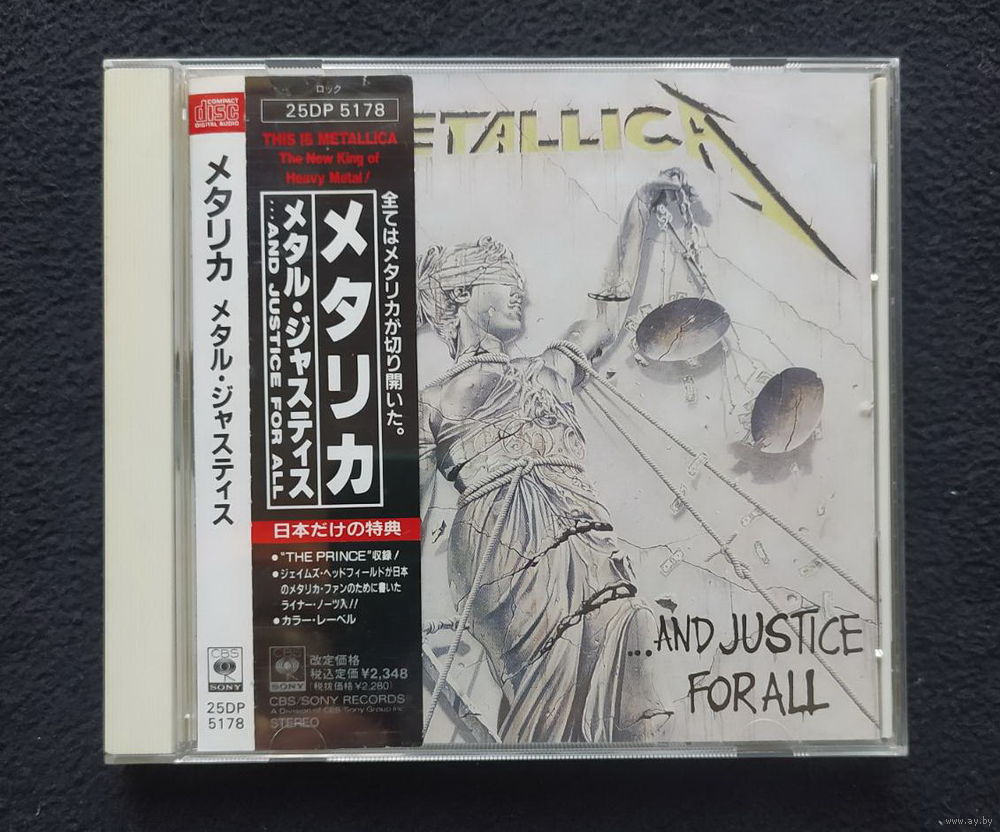 COMPACT
disc
DIGITAL AUDIO
メタリカ メタル・ジャスティス
CBS
SONY
25DP
5178
ロック
25DP 5178
THIS IS METALLICA
The New King of
Heavy Metal!
全てはメタリカが切り開いた。
メタリカ
メタル・ジャスティス
...AND JUSTICE FOR ALL
日本だけの特典
●“THE PRINCE”収録!
●ジェイムズ・ヘッドフィールドが日本
のメタリカ・ファンのために書いた
ライナー・ノーツ入!!
●カラー・レーベル
CBS
SONY
改定価格
税込定価¥2,348
(税抜価格¥2,280)
CBS/SONY RECORDS
A Division of CBS/Sony Group Inc.
STEREO
ETALLICA
...AND JUSTICE
FOR ALL
www.ay.by